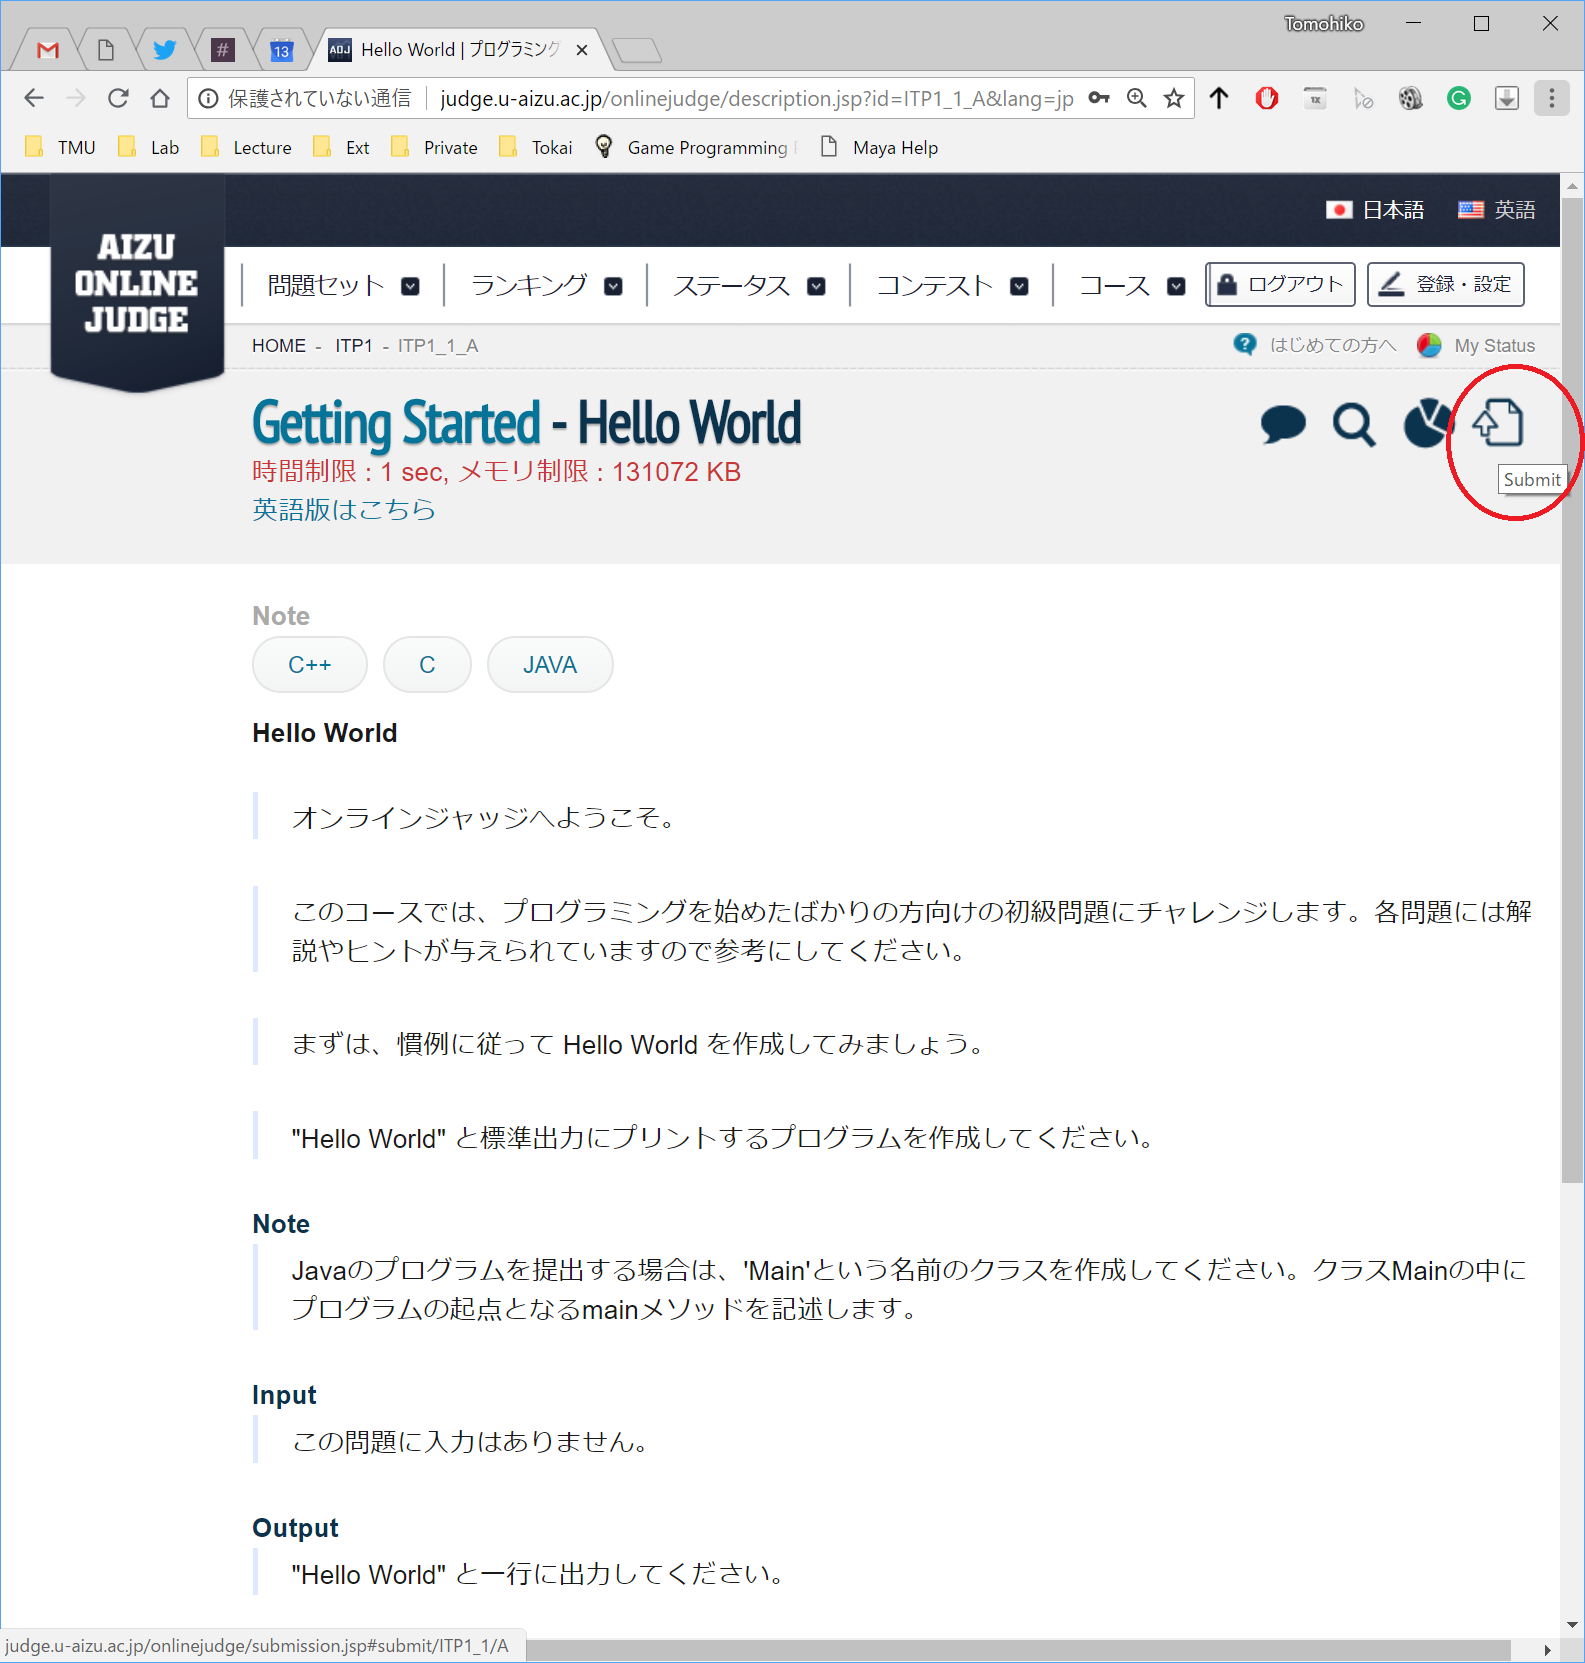 Tomohiko
13
AOJ
Hello World | プログラミング
保護されていない通信
judge.u-aizu.ac.jp/onlinejudge/description.jsp?id=ITP1_1_A&lang=jp
TMU
Lab
Lecture
Ext
Private
Tokai
Game Programming
Maya Help
日本語
英語
AIZU
ONLINE
JUDGE
問題セット
ランキング
ステータス
コンテスト
コース
ログアウト
登録・設定
HOME - ITP1 - ITP1_1_A
はじめての方へ
My Status
Getting Started - Hello World
Submit
時間制限 : 1 sec, メモリ制限 : 131072 KB
英語版はこちら
Note
C++
C
JAVA
Hello World
オンラインジャッジへようこそ。
このコースでは、プログラミングを始めたばかりの方向けの初級問題にチャレンジします。各問題には解
説やヒントが与えられていますので参考にしてください。
まずは、慣例に従って Hello World を作成してみましょう。
"Hello World" と標準出力にプリントするプログラムを作成してください。
Note
Javaのプログラムを提出する場合は、'Main'という名前のクラスを作成してください。クラスMainの中に
プログラムの起点となるmainメソッドを記述します。
Input
この問題に入力はありません。
Output
"Hello World" と一行に出力してください。
judge.u-aizu.ac.jp/onlinejudge/submission.jsp#submit/ITP1_1/A